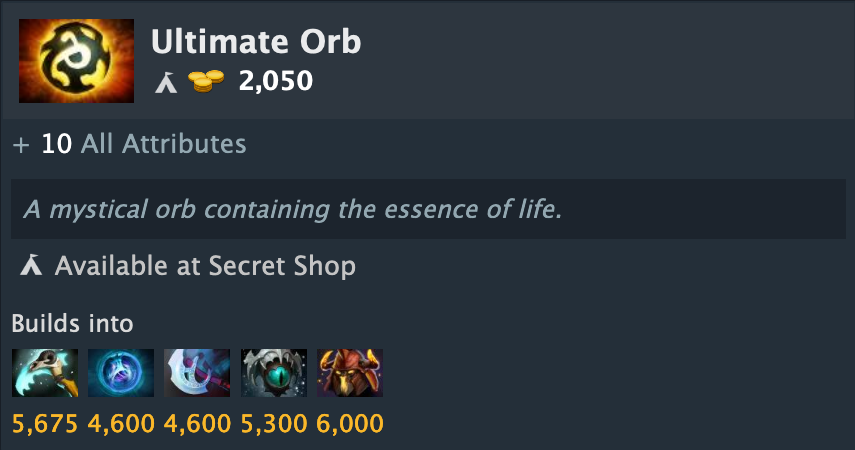 Ultimate Orb
2,050
+ 10 All Attributes
A mystical orb containing the essence of life.
Available at Secret Shop
Builds into
5,675 4,600 4,600 5,300 6,000